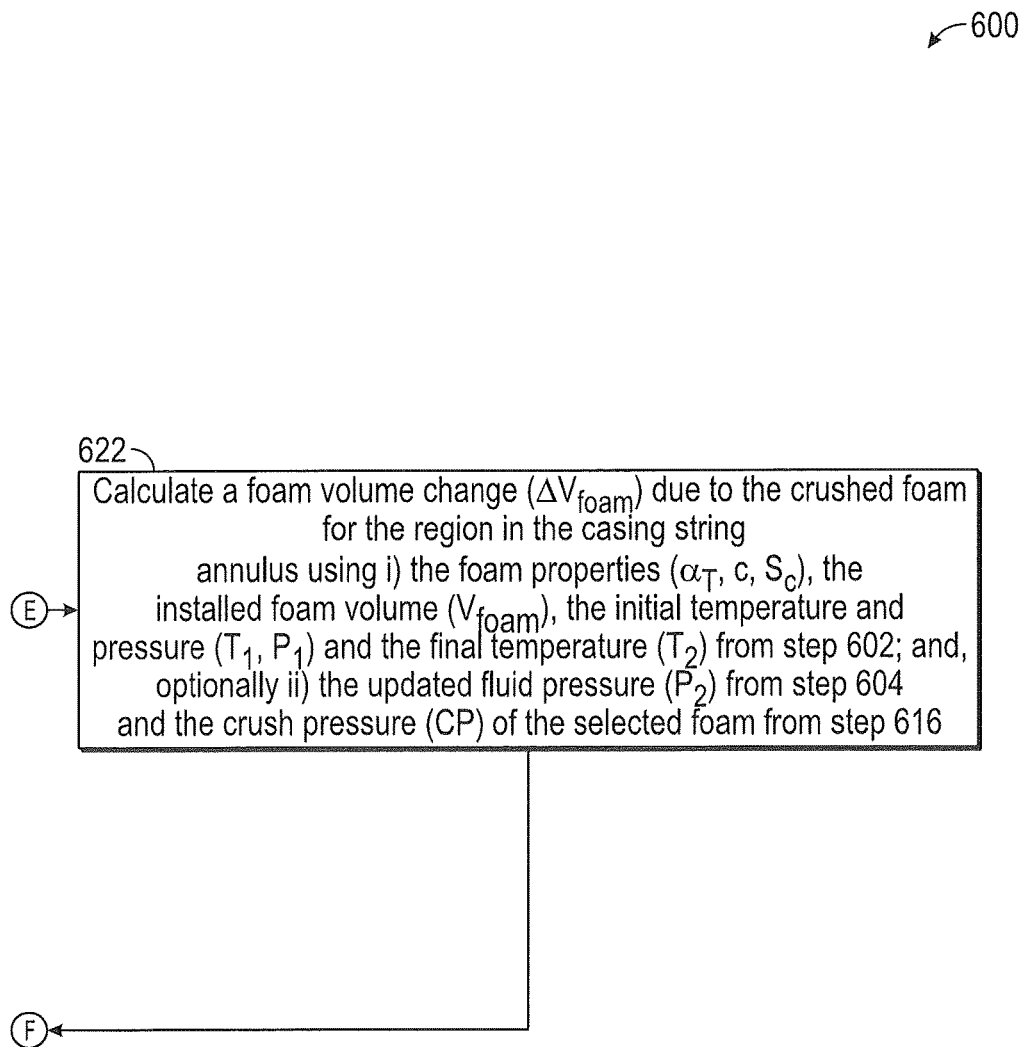 600
622
Calculate a foam volume change (ΔV_foam) due to the crushed foam
for the region in the casing string
annulus using i) the foam properties (α_T, c, S_c), the
installed foam volume (V_foam), the initial temperature and
pressure (T_1, P_1) and the final temperature (T_2) from step 602; and,
optionally ii) the updated fluid pressure (P_2) from step 604
and the crush pressure (CP) of the selected foam from step 616
E
F